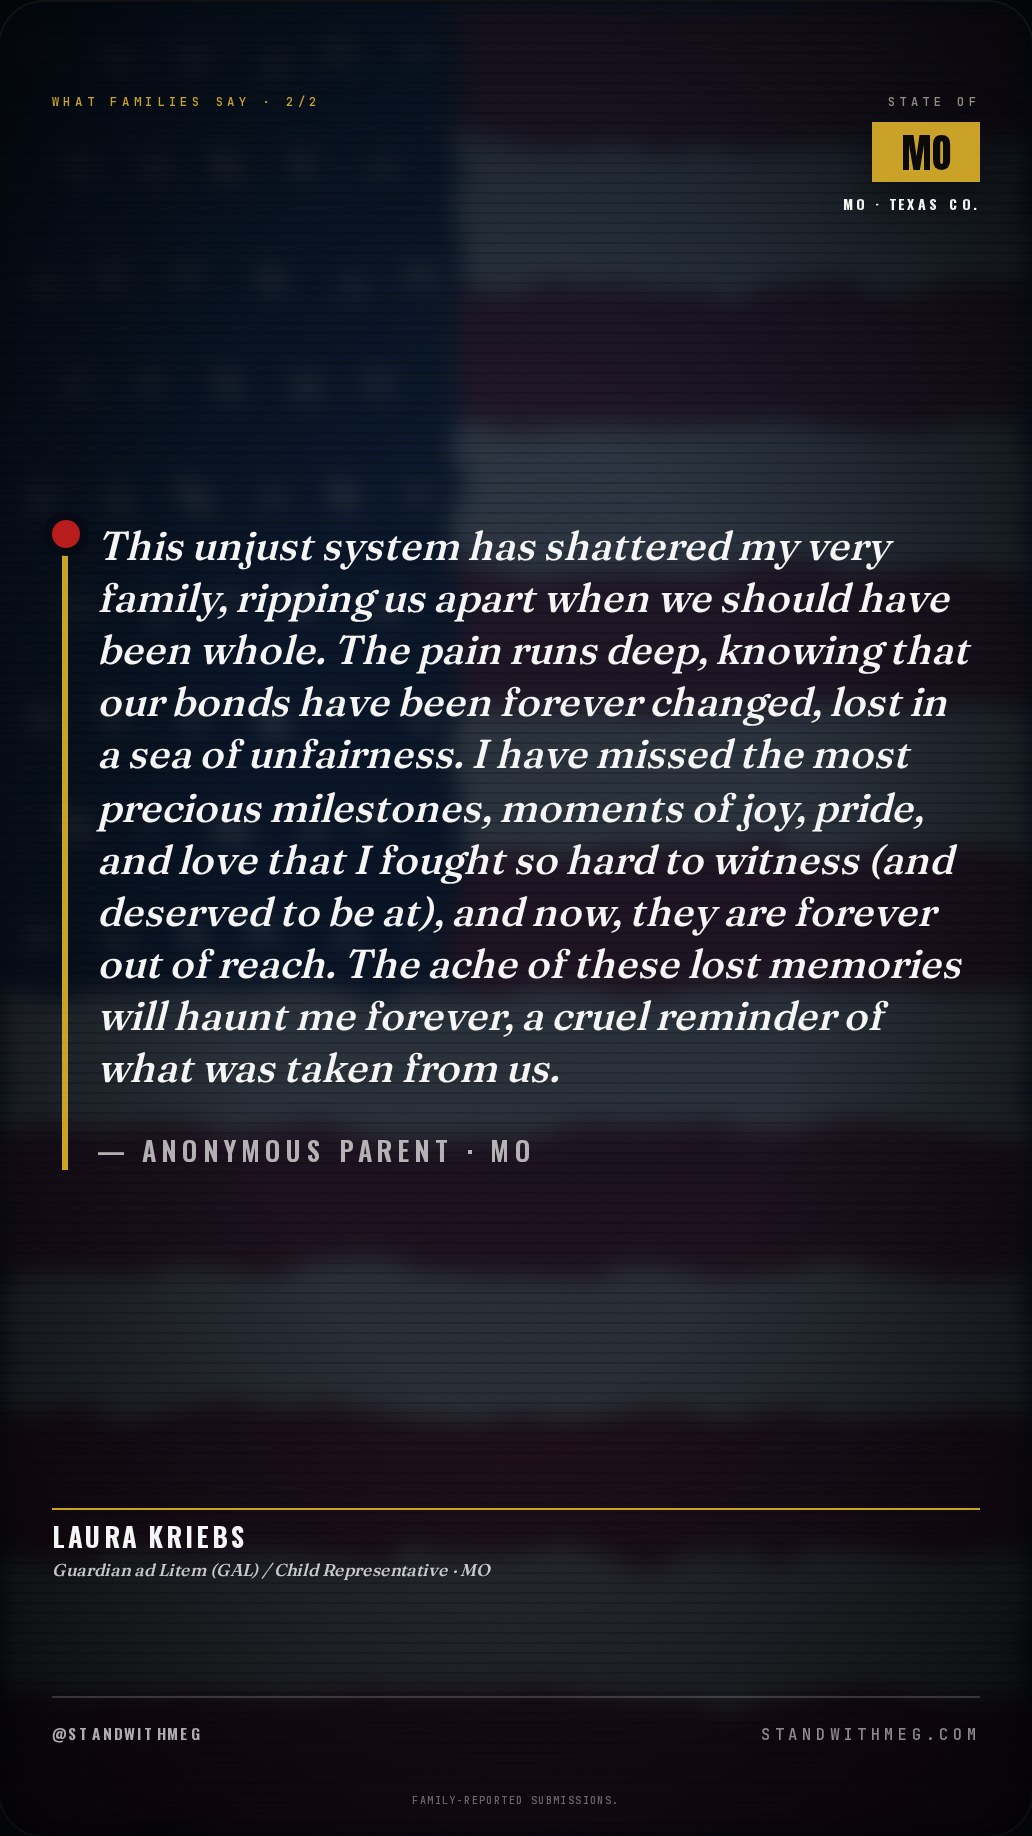 WHAT FAMILIES SAY · 2/2
STATE OF
MO
MO · TEXAS CO.
This unjust system has shattered my very
family, ripping us apart when we should have
been whole. The pain runs deep, knowing that
our bonds have been forever changed, lost in
a sea of unfairness. I have missed the most
precious milestones, moments of joy, pride,
and love that I fought so hard to witness (and
deserved to be at), and now, they are forever
out of reach. The ache of these lost memories
will haunt me forever, a cruel reminder of
what was taken from us.
— ANONYMOUS PARENT · MO
LAURA KRIEBS
Guardian ad Litem (GAL) / Child Representative · MO
@STANDWITHMEG
STANDWITHMEG.COM
FAMILY-REPORTED SUBMISSIONS.